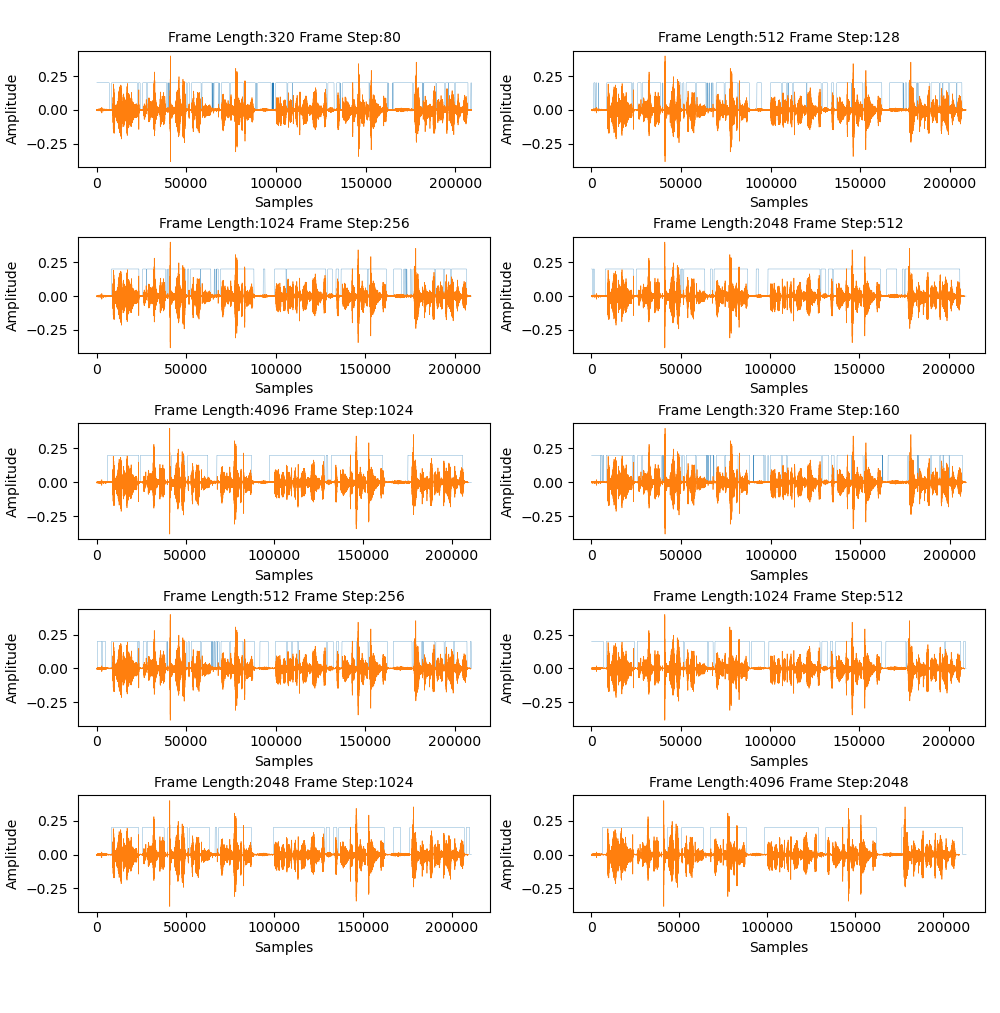 Frame Length:320 Frame Step:80
Amplitude
0.25
0.00
−0.25
0 50000 100000 150000 200000
Samples
Frame Length:512 Frame Step:128
Amplitude
0.25
0.00
−0.25
0 50000 100000 150000 200000
Samples
Frame Length:1024 Frame Step:256
Amplitude
0.25
0.00
−0.25
0 50000 100000 150000 200000
Samples
Frame Length:2048 Frame Step:512
Amplitude
0.25
0.00
−0.25
0 50000 100000 150000 200000
Samples
Frame Length:4096 Frame Step:1024
Amplitude
0.25
0.00
−0.25
0 50000 100000 150000 200000
Samples
Frame Length:320 Frame Step:160
Amplitude
0.25
0.00
−0.25
0 50000 100000 150000 200000
Samples
Frame Length:512 Frame Step:256
Amplitude
0.25
0.00
−0.25
0 50000 100000 150000 200000
Samples
Frame Length:1024 Frame Step:512
Amplitude
0.25
0.00
−0.25
0 50000 100000 150000 200000
Samples
Frame Length:2048 Frame Step:1024
Amplitude
0.25
0.00
−0.25
0 50000 100000 150000 200000
Samples
Frame Length:4096 Frame Step:2048
Amplitude
0.25
0.00
−0.25
0 50000 100000 150000 200000
Samples